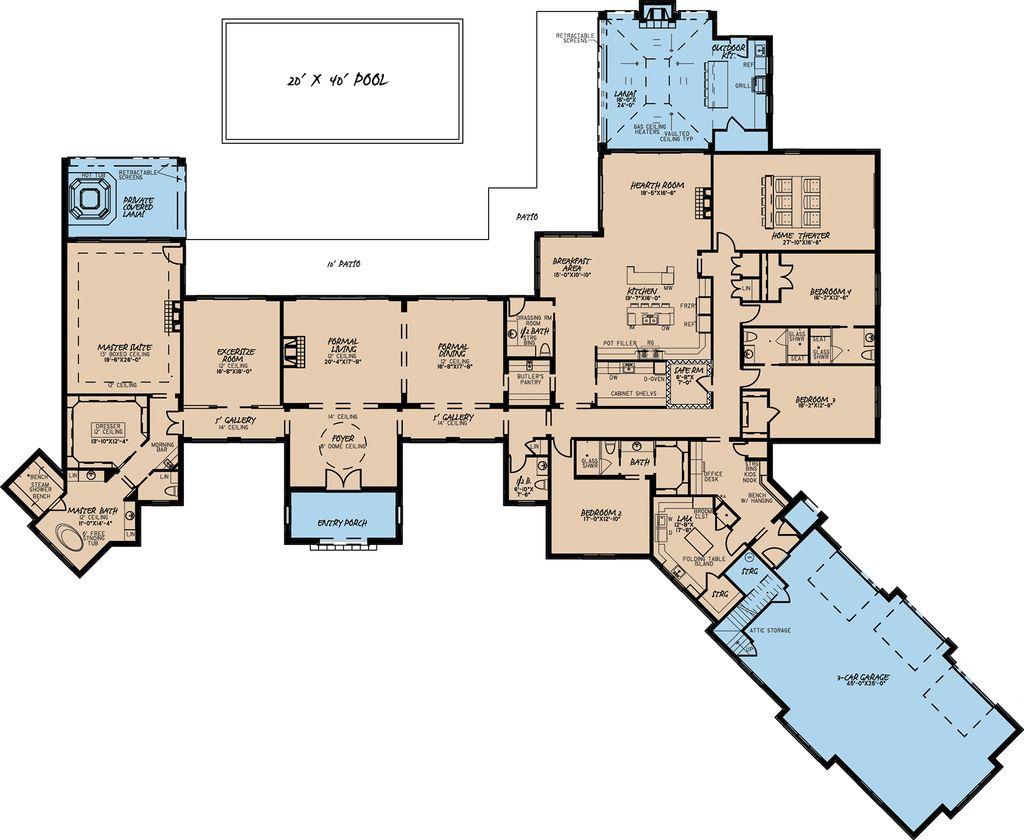 20' X 40' POOL
RETRACTABLE
SCREENS
OUTDOOR
KIT.
REF
GRILL
LANAI
18'-0"X
24'-0"
GAS CEILING
HEATERS
VAULTED
CEILING TYP
HOT TUB
RETRACTABLE
SCREENS
PRIVATE
COVERED
LANAI
PATIO
10' PATIO
HEARTH ROOM
18'-5"X16'-6"
HOME THEATER
27'-10"X16'-6"
BREAKFAST
AREA
15'-0"X10'-10"
KITCHEN
19'-7"X16'-0"
MW
FRZR
IM
DW
REF
POT FILLER
RG
LIN
BEDROOM 4
16'-2"X12'-6"
GLASS
SHWR
SEAT
SEAT
GLASS
SHWR
BEDROOM 3
18'-2"X12'-6"
MASTER SUITE
13' BOXED CEILING
19'-6"X26'-0"
12' CEILING
EXCERSIZE
ROOM
12' CEILING
16'-8"X18'-0"
FORMAL
LIVING
12' CEILING
20'-4"X17'-8"
FORMAL
DINING
12' CEILING
16'-8"X17'-8"
DRASSING RM
ROOM
1/2 BATH
STRG
BINS
BUTLER'S
PANTRY
DW
D-OVEN
CABINET SHELVS
SAFE RM.
6'-8"X
7'-0"
5' GALLERY
14' CEILING
14' CEILING
FOYER
16' DOME CEILING
5' GALLERY
14' CEILING
DRESSER
12' CEILING
13'-10"X12'-4"
MORNING
BAR
LIN
LIN
BENCH
STEAM
SHOWER
BENCH
MASTER BATH
12' CEILING
11'-0"X14'-4"
6' FREE
STNDING
TUB
LIN
ENTRY PORCH
LIN
1/2 B.
6'-10"X
7'-6"
GLASS
SHWR
BATH
BEDROOM 2
17'-0"X12'-10"
OFFICE
DESK
STRG
BINS
KIDS
NOOK
BENCH
W/ HANGING
BROOM
CLST
LAU
12'-8"X
17'-8"
W
D
FOLDING TABLE
ISLAND
STRG
STRG
ATTIC STORAGE
UP
3-CAR GARAGE
45'-0"X26'-0"